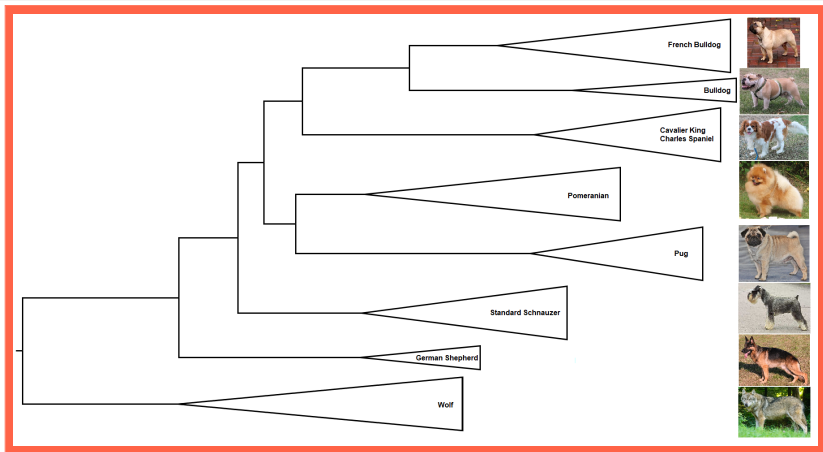 French Bulldog
Bulldog
Cavalier King
Charles Spaniel
Pomeranian
Pug
Standard Schnauzer
German Shepherd
Wolf